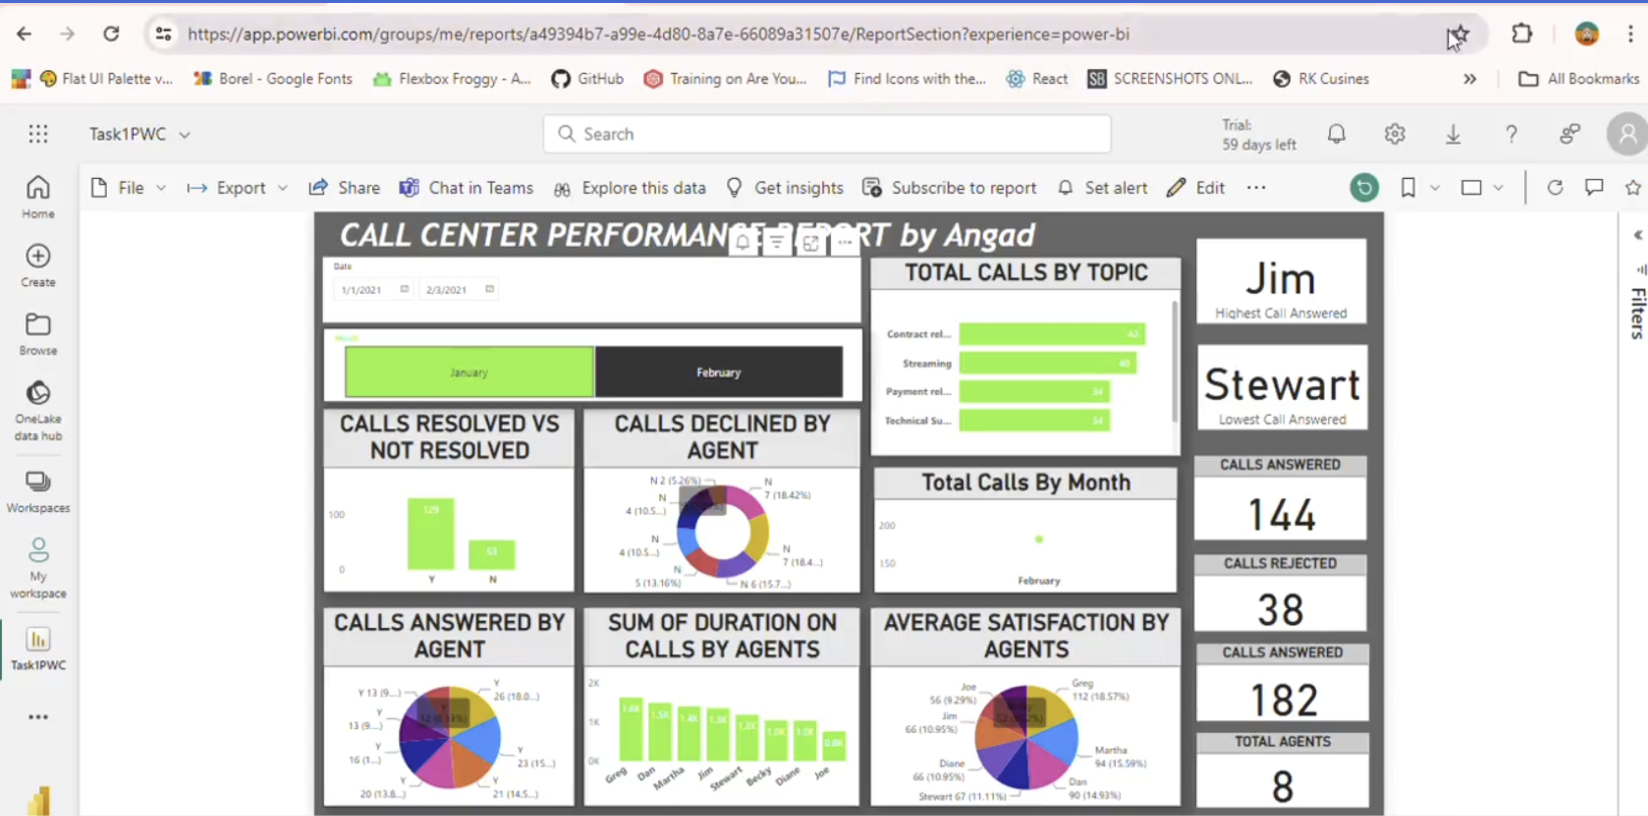 https://app.powerbi.com/groups/me/reports/a49394b7-a99e-4d80-8a7e-66089a31507e/ReportSection?experience=power-bi
Flat UI Palette v...
Borel - Google Fonts
Flexbox Froggy - A...
GitHub
Training on Are You...
Find Icons with the...
React
SB
SCREENSHOTS ONL...
RK Cusines
»
All Bookmarks
Task1PWC
Search
Trial:
59 days left
File
Export
Share
Chat in Teams
Explore this data
Get insights
Subscribe to report
Set alert
Edit
...
Home
Create
Browse
OneLake
data hub
Workspaces
My
workspace
Task1PWC
Filters
CALL CENTER PERFORMANCE REPORT by Angad
Date
1/1/2021
2/3/2021
Month
January
February
TOTAL CALLS BY TOPIC
Contract rel...
Streaming
40
Payment rel...
34
Technical Su...
34
Jim
Highest Call Answered
Stewart
Lowest Call Answered
CALLS RESOLVED VS
NOT RESOLVED
100
0
129
53
Y
N
CALLS DECLINED BY
AGENT
N 2 (5.26%)
N
7 (18.42%)
N
4 (10.5...)
N
4 (10.5...)
N
7 (18.4...)
N
5 (13.16%)
N 6 (15.7...)
Total Calls By Month
200
150
February
CALLS ANSWERED
144
CALLS REJECTED
38
CALLS ANSWERED
182
TOTAL AGENTS
8
CALLS ANSWERED BY
AGENT
Y 13 (9...)
Y
26 (18.0...)
Y
13 (9...)
Y
16 (1...)
Y
23 (15...)
Y
20 (13.8...)
Y
21 (14.5...)
SUM OF DURATION ON
CALLS BY AGENTS
2K
1K
0K
1.6K
1.5K
1.4K
1.3K
1.2K
1.0K
1.0K
0.8K
Greg
Dan
Martha
Jim
Stewart
Becky
Diane
Joe
AVERAGE SATISFACTION BY
AGENTS
Joe
56 (9.29%)
Greg
112 (18.57%)
Jim
66 (10.95%)
Martha
94 (15.59%)
Diane
66 (10.95%)
Dan
90 (14.93%)
Stewart 67 (11.11%)